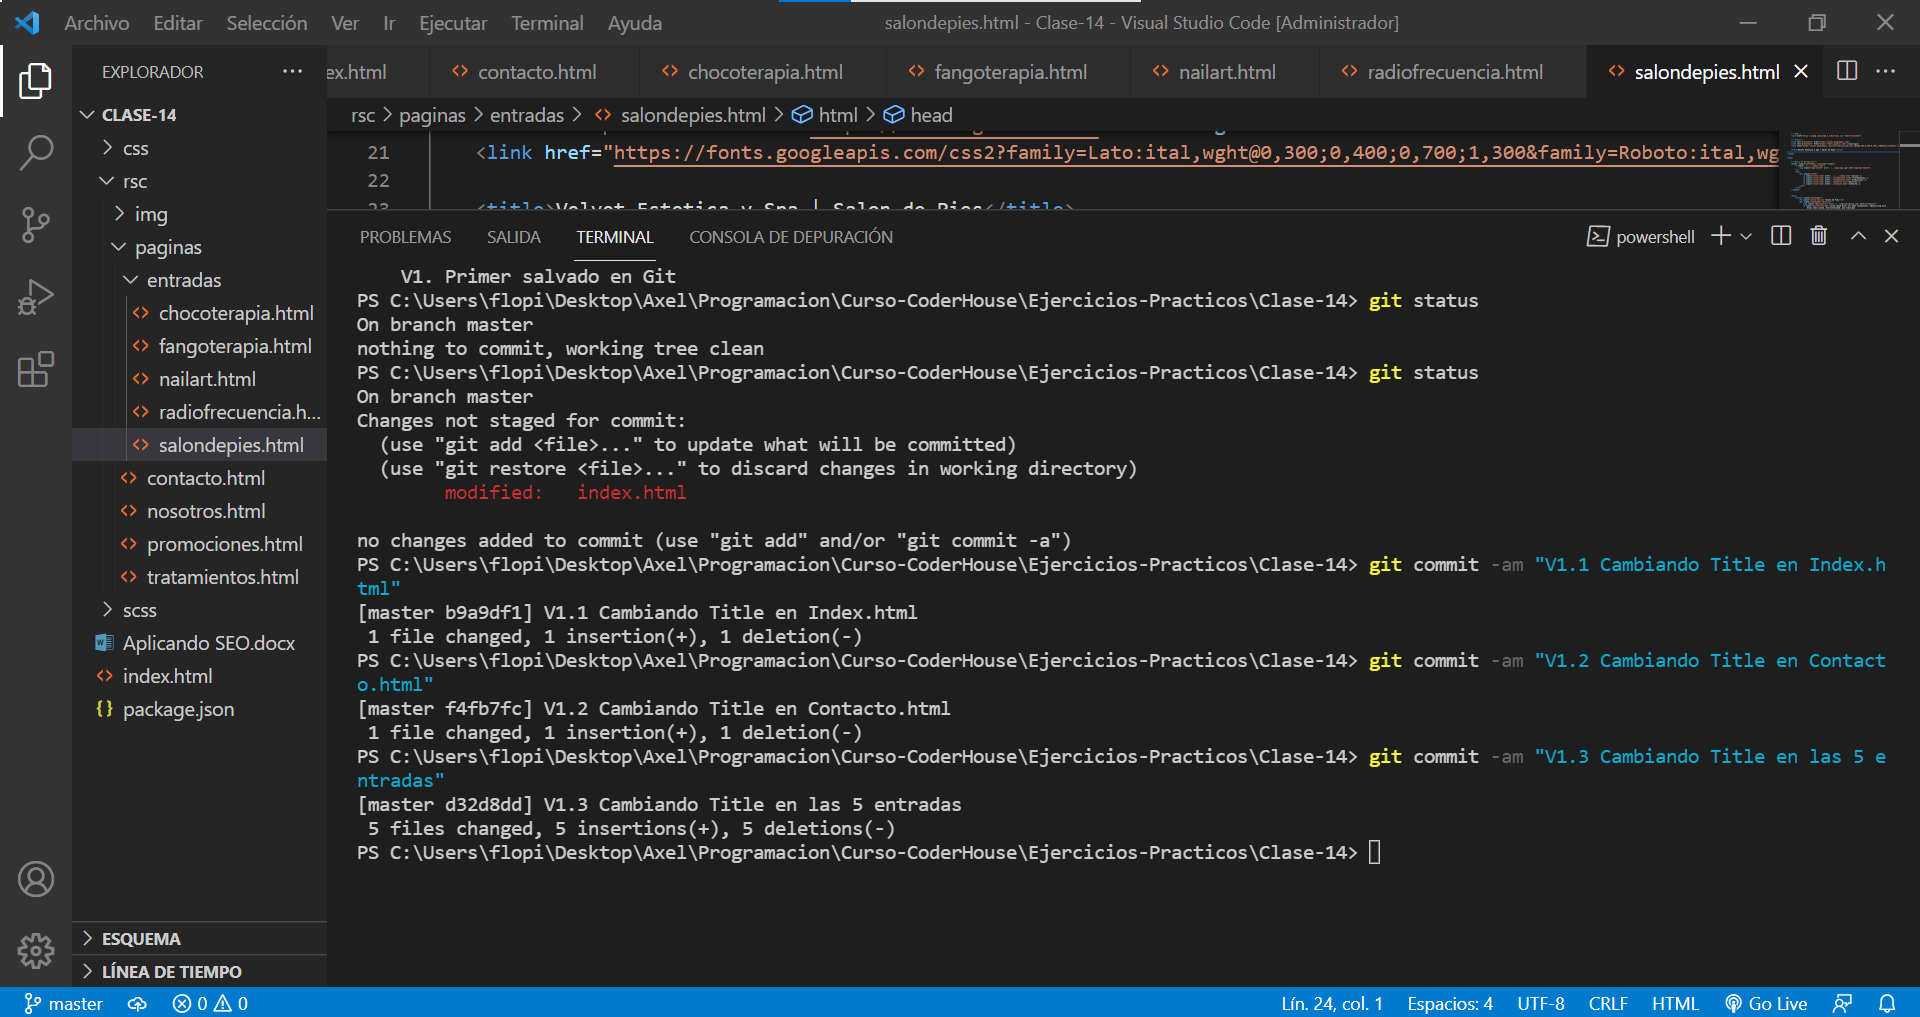 Archivo Editar Selección Ver Ir Ejecutar Terminal Ayuda salondepies.html - Clase-14 - Visual Studio Code [Administrador]
EXPLORADOR
ex.html contacto.html chocoterapia.html fangoterapia.html nailart.html radiofrecuencia.html salondepies.html
rsc > paginas > entradas > salondepies.html > html > head
CLASE-14
css
rsc
img
paginas
entradas
chocoterapia.html
fangoterapia.html
nailart.html
radiofrecuencia.h...
salondepies.html
contacto.html
nosotros.html
promociones.html
tratamientos.html
scss
Aplicando SEO.docx
index.html
package.json
ESQUEMA
LÍNEA DE TIEMPO
21 <link href="https://fonts.googleapis.com/css2?family=Lato:ital,wght@0,300;0,400;0,700;1,300&family=Roboto:ital,wg
22
23 <title>Velvet Estetica y Spa | Salon de Pies</title>
PROBLEMAS SALIDA TERMINAL CONSOLA DE DEPURACIÓN powershell
V1. Primer salvado en Git
PS C:\Users\flopi\Desktop\Axel\Programacion\Curso-CoderHouse\Ejercicios-Practicos\Clase-14> git status
On branch master
nothing to commit, working tree clean
PS C:\Users\flopi\Desktop\Axel\Programacion\Curso-CoderHouse\Ejercicios-Practicos\Clase-14> git status
On branch master
Changes not staged for commit:
(use "git add <file>..." to update what will be committed)
(use "git restore <file>..." to discard changes in working directory)
modified: index.html
no changes added to commit (use "git add" and/or "git commit -a")
PS C:\Users\flopi\Desktop\Axel\Programacion\Curso-CoderHouse\Ejercicios-Practicos\Clase-14> git commit -am "V1.1 Cambiando Title en Index.h
tml"
[master b9a9df1] V1.1 Cambiando Title en Index.html
1 file changed, 1 insertion(+), 1 deletion(-)
PS C:\Users\flopi\Desktop\Axel\Programacion\Curso-CoderHouse\Ejercicios-Practicos\Clase-14> git commit -am "V1.2 Cambiando Title en Contact
o.html"
[master f4fb7fc] V1.2 Cambiando Title en Contacto.html
1 file changed, 1 insertion(+), 1 deletion(-)
PS C:\Users\flopi\Desktop\Axel\Programacion\Curso-CoderHouse\Ejercicios-Practicos\Clase-14> git commit -am "V1.3 Cambiando Title en las 5 e
ntradas"
[master d32d8dd] V1.3 Cambiando Title en las 5 entradas
5 files changed, 5 insertions(+), 5 deletions(-)
PS C:\Users\flopi\Desktop\Axel\Programacion\Curso-CoderHouse\Ejercicios-Practicos\Clase-14>
master 0 0 Lín. 24, col. 1 Espacios: 4 UTF-8 CRLF HTML Go Live